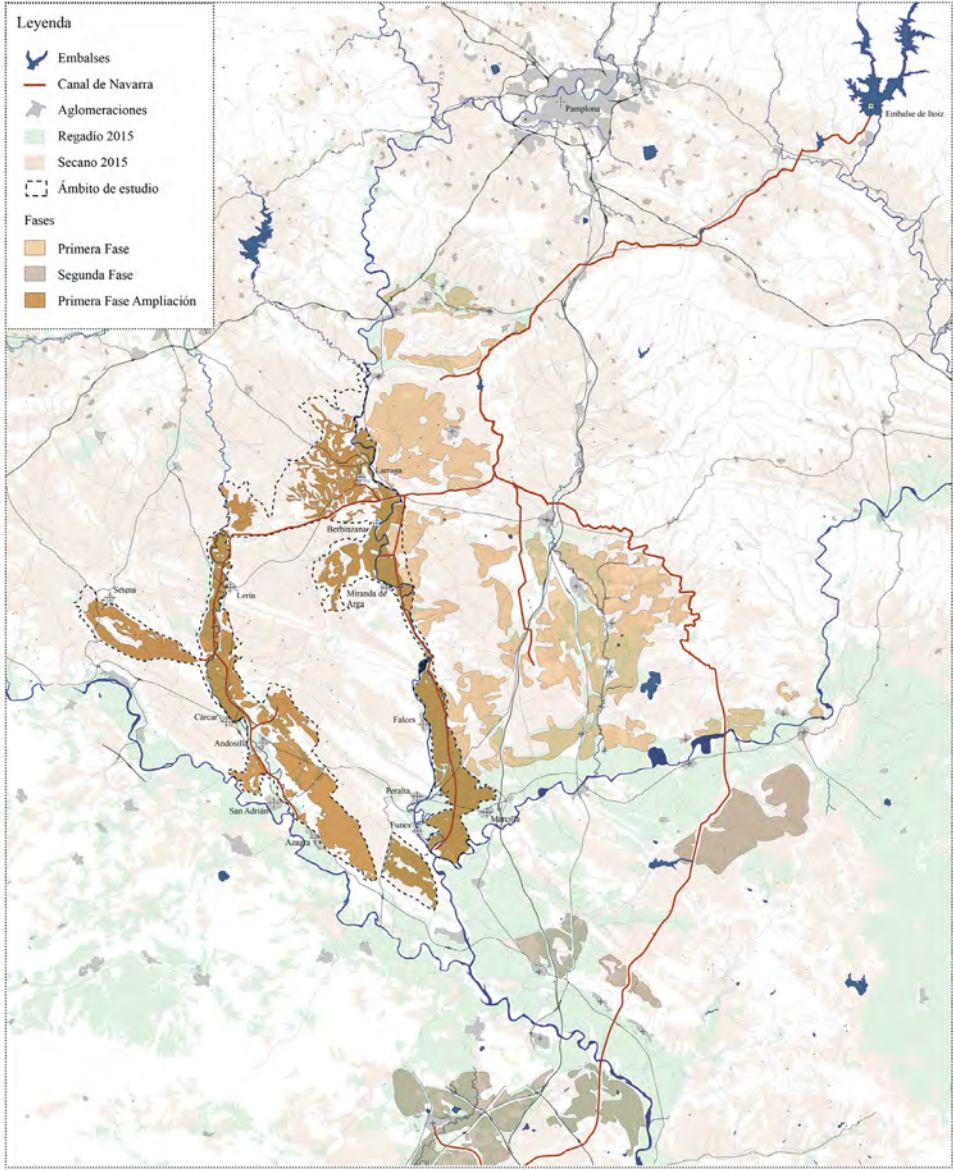 Leyenda
Embalses
Canal de Navarra
Aglomeraciones
Regadío 2015
Secano 2015
Ámbito de estudio
Fases
Primera Fase
Segunda Fase
Primera Fase Ampliación
Pamplona
Embalse de Itoiz
Larraga
Berbinzana
Miranda de
Arga
Lerín
Sesma
Cárcar
Andosilla
Falces
San Adrián
Peralta
Funes
Marcilla
Azagra